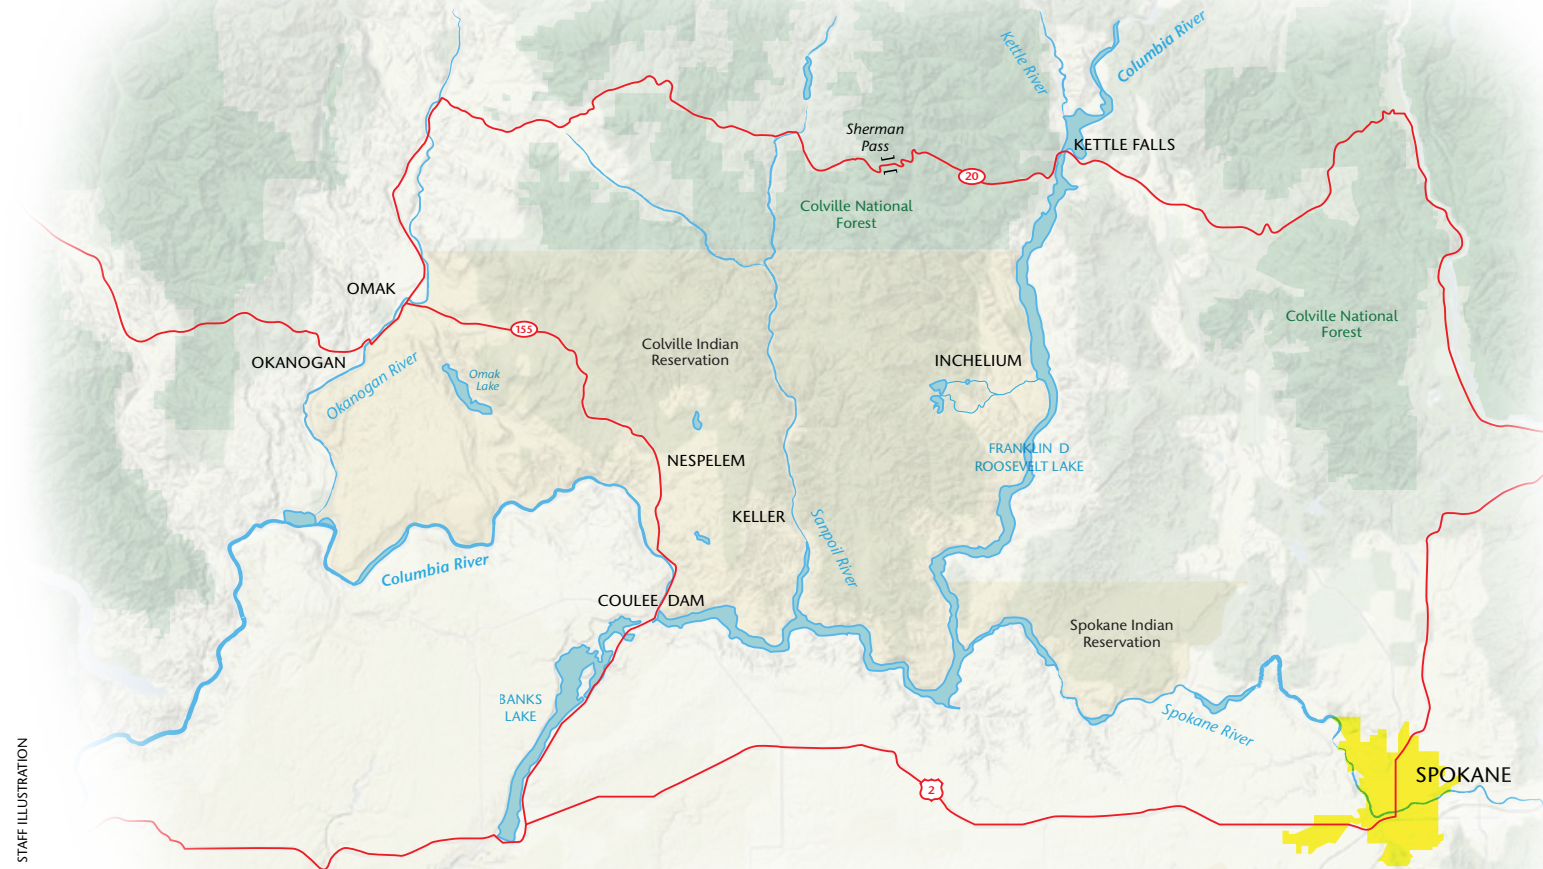 Kettle River
Columbia River
Sherman
Pass
KETTLE FALLS
20
Colville National
Forest
OMAK
155
Colville National
Forest
Colville Indian
Reservation
OKANOGAN
INCHELIUM
Okanogan River
Omak
Lake
FRANKLIN D
ROOSEVELT LAKE
NESPELEM
KELLER
Sanpoil River
Columbia River
COULEE DAM
Spokane Indian
Reservation
BANKS
LAKE
Spokane River
SPOKANE
2
STAFF ILLUSTRATION